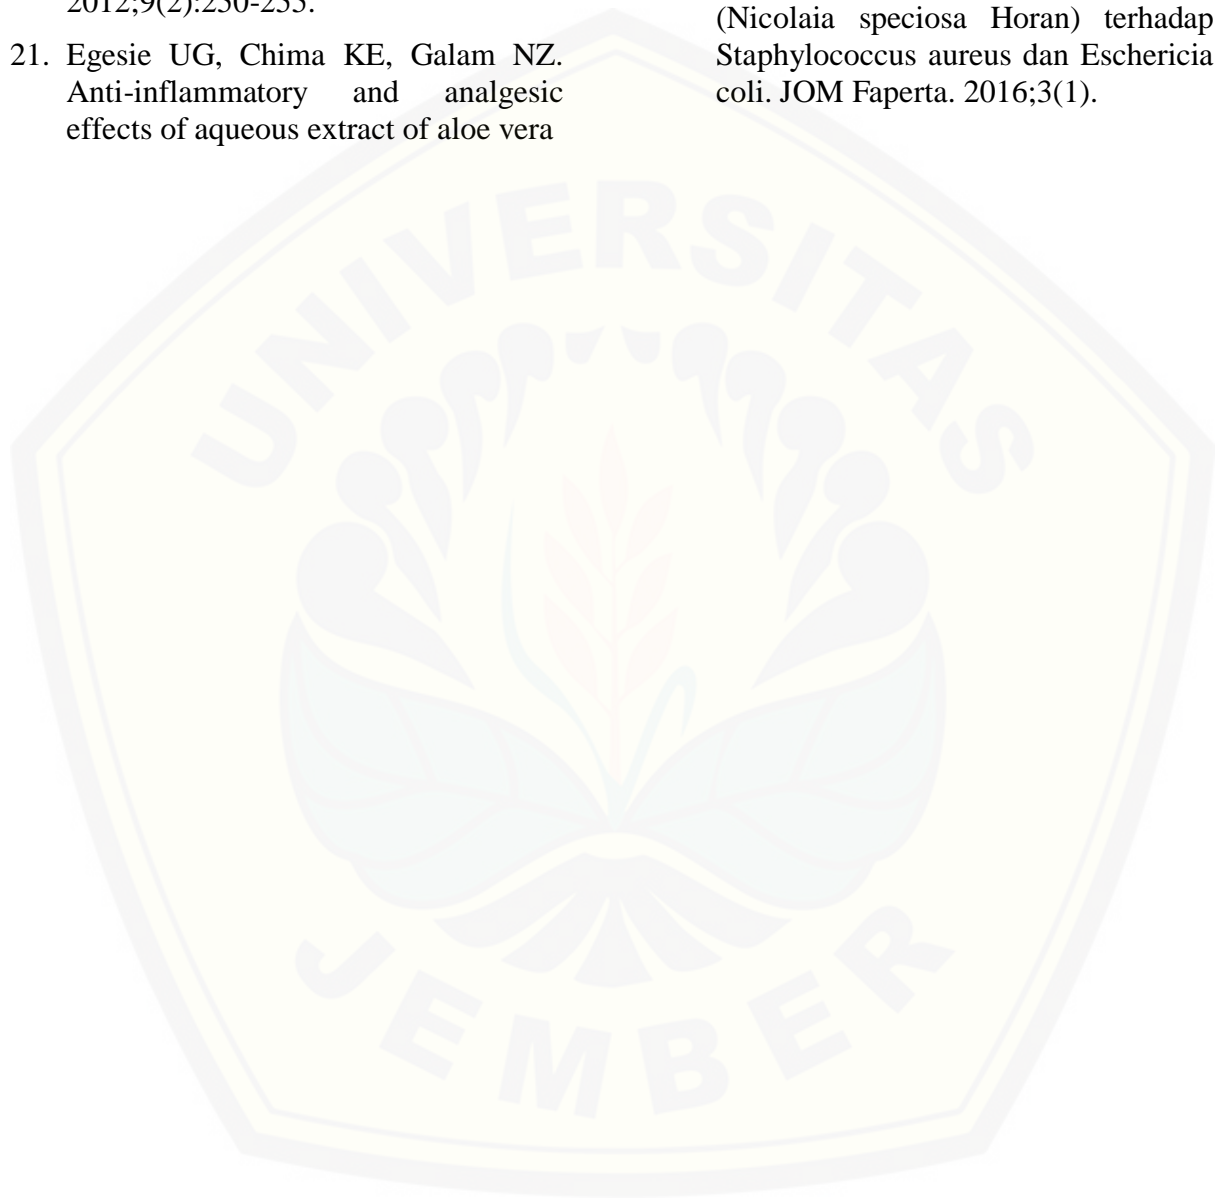 2012;9(2):230-235.
21. Egesie UG, Chima KE, Galam NZ.
Anti-inflammatory and analgesic
effects of aqueous extract of aloe vera
(Nicolaia speciosa Horan) terhadap
Staphylococcus aureus dan Eschericia
coli. JOM Faperta. 2016;3(1).
UNIVERSITAS
JEMBER